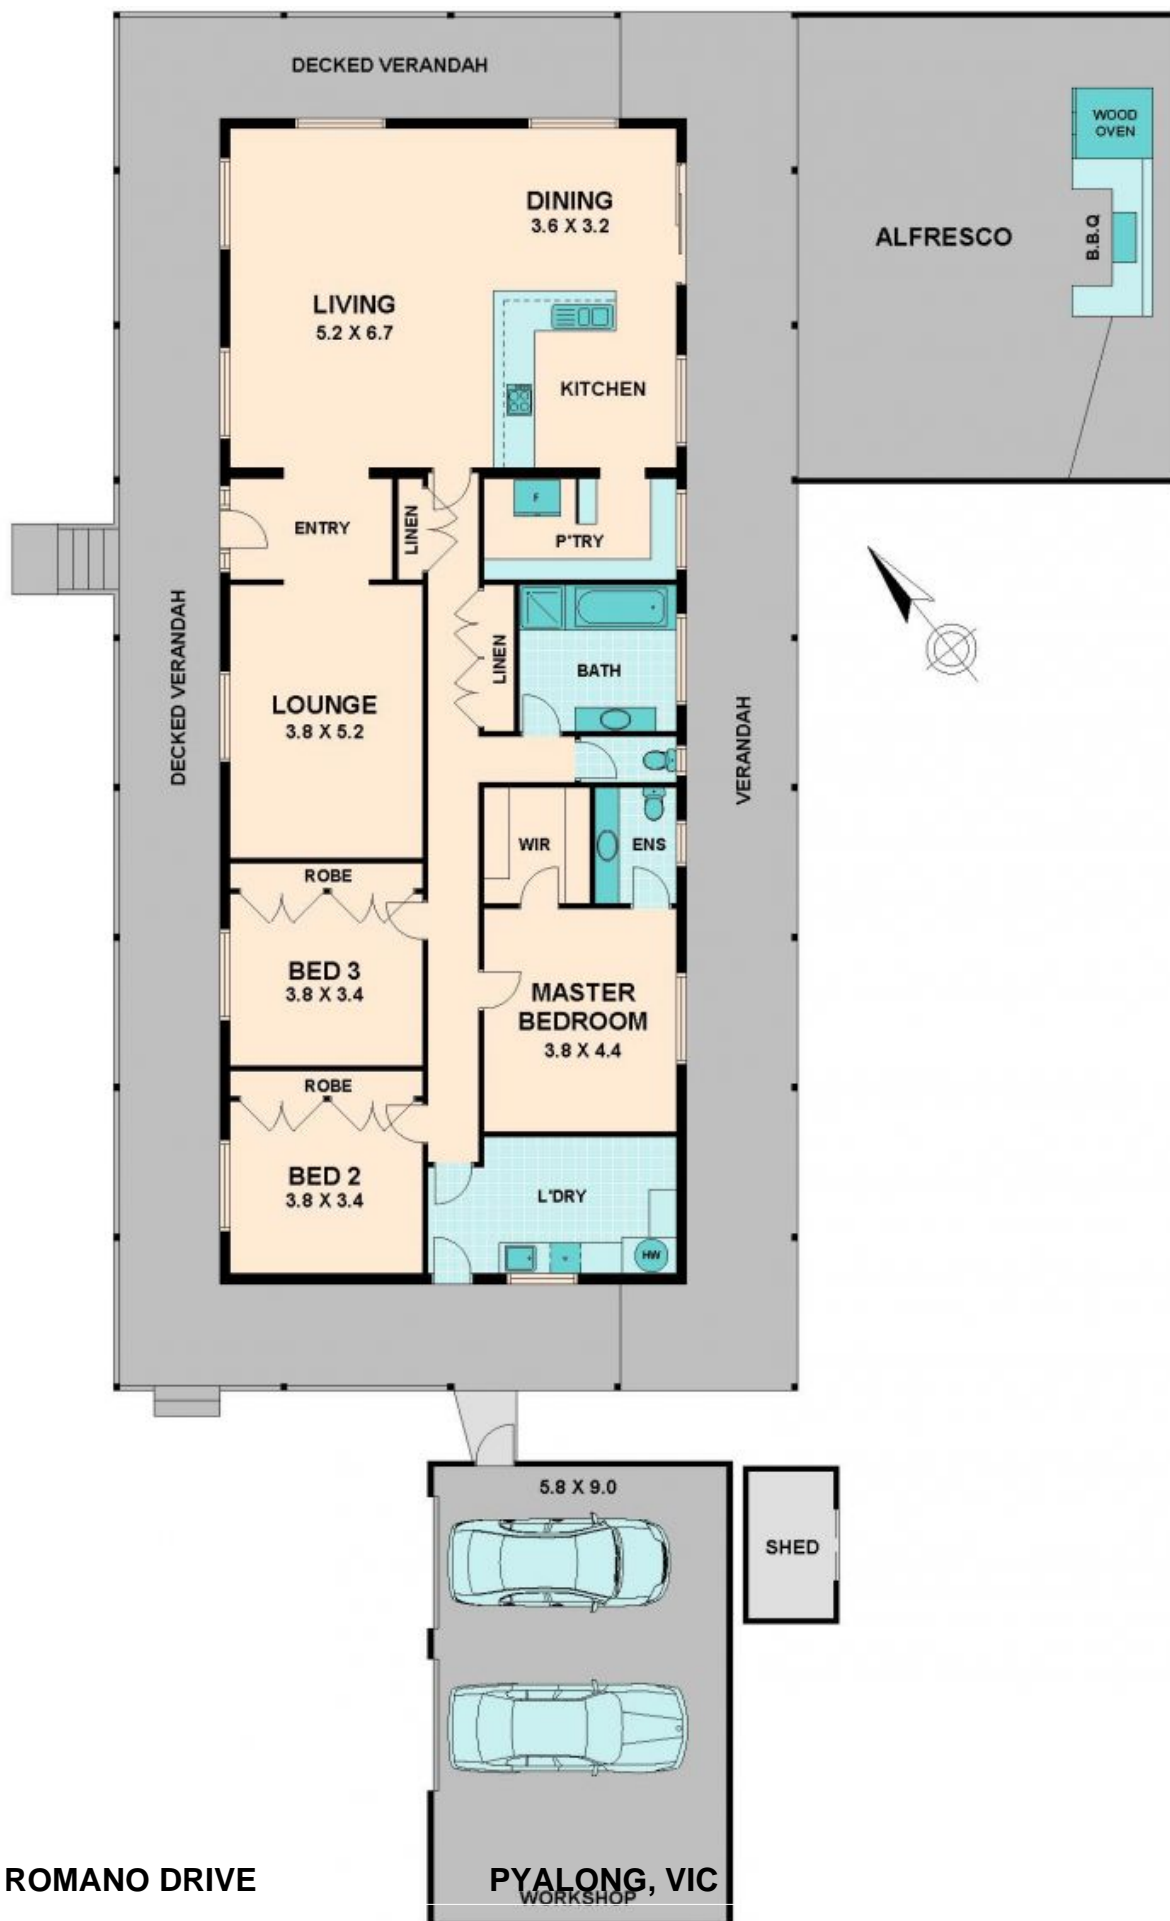 DECKED VERANDAH
WOOD
OVEN
DINING
3.6 X 3.2
ALFRESCO
B.B.Q
LIVING
5.2 X 6.7
KITCHEN
F
ENTRY
LINEN
P'TRY
DECKED VERANDAH
LINEN
BATH
LOUNGE
3.8 X 5.2
VERANDAH
WIR
ENS
ROBE
BED 3
3.8 X 3.4
MASTER
BEDROOM
3.8 X 4.4
ROBE
BED 2
3.8 X 3.4
L'DRY
HW
5.8 X 9.0
SHED
ROMANO DRIVE
PYALONG, VIC
WORKSHOP